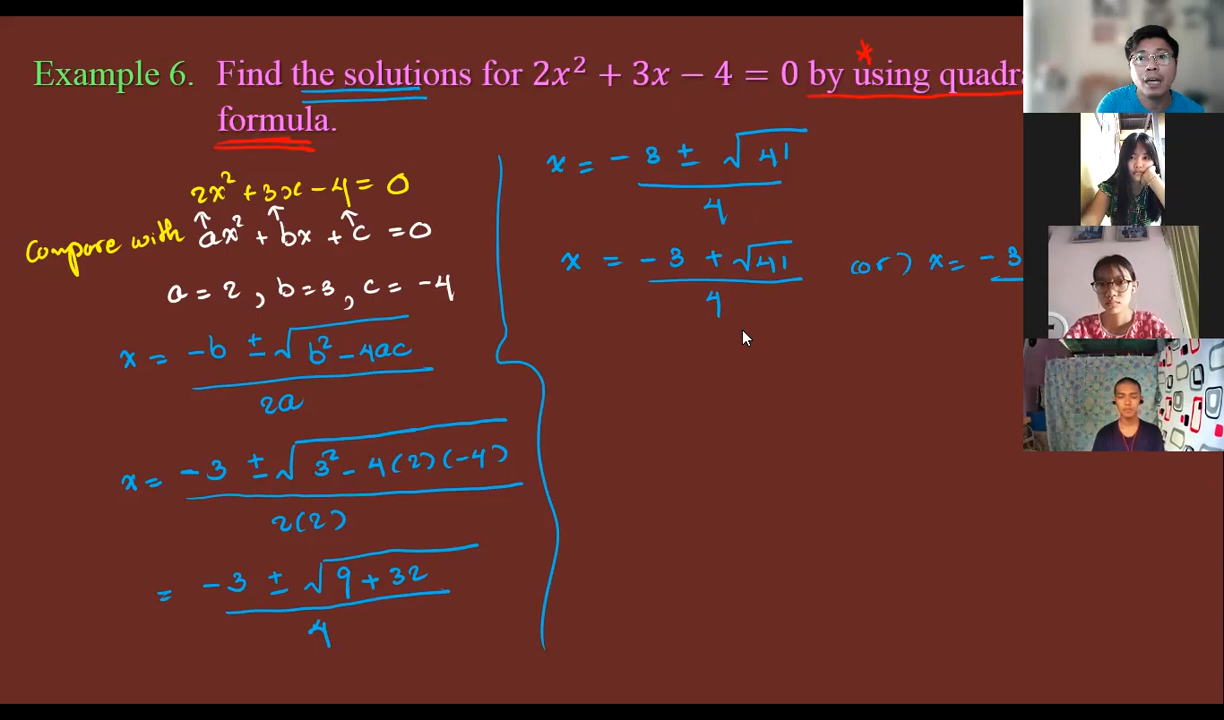 Example 6. Find the solutions for 2x² + 3x − 4 = 0 by using quadr
formula.
2x² + 3x - 4 = 0
Compare with ax² + bx + c = 0
a = 2 , b = 3 , c = -4
x = (-b ± √(b² - 4ac)) / 2a
x = (-3 ± √(3² - 4(2)(-4))) / 2(2)
= (-3 ± √(9 + 32)) / 4
x = (-3 ± √41) / 4
x = (-3 + √41) / 4 (or) x = -3